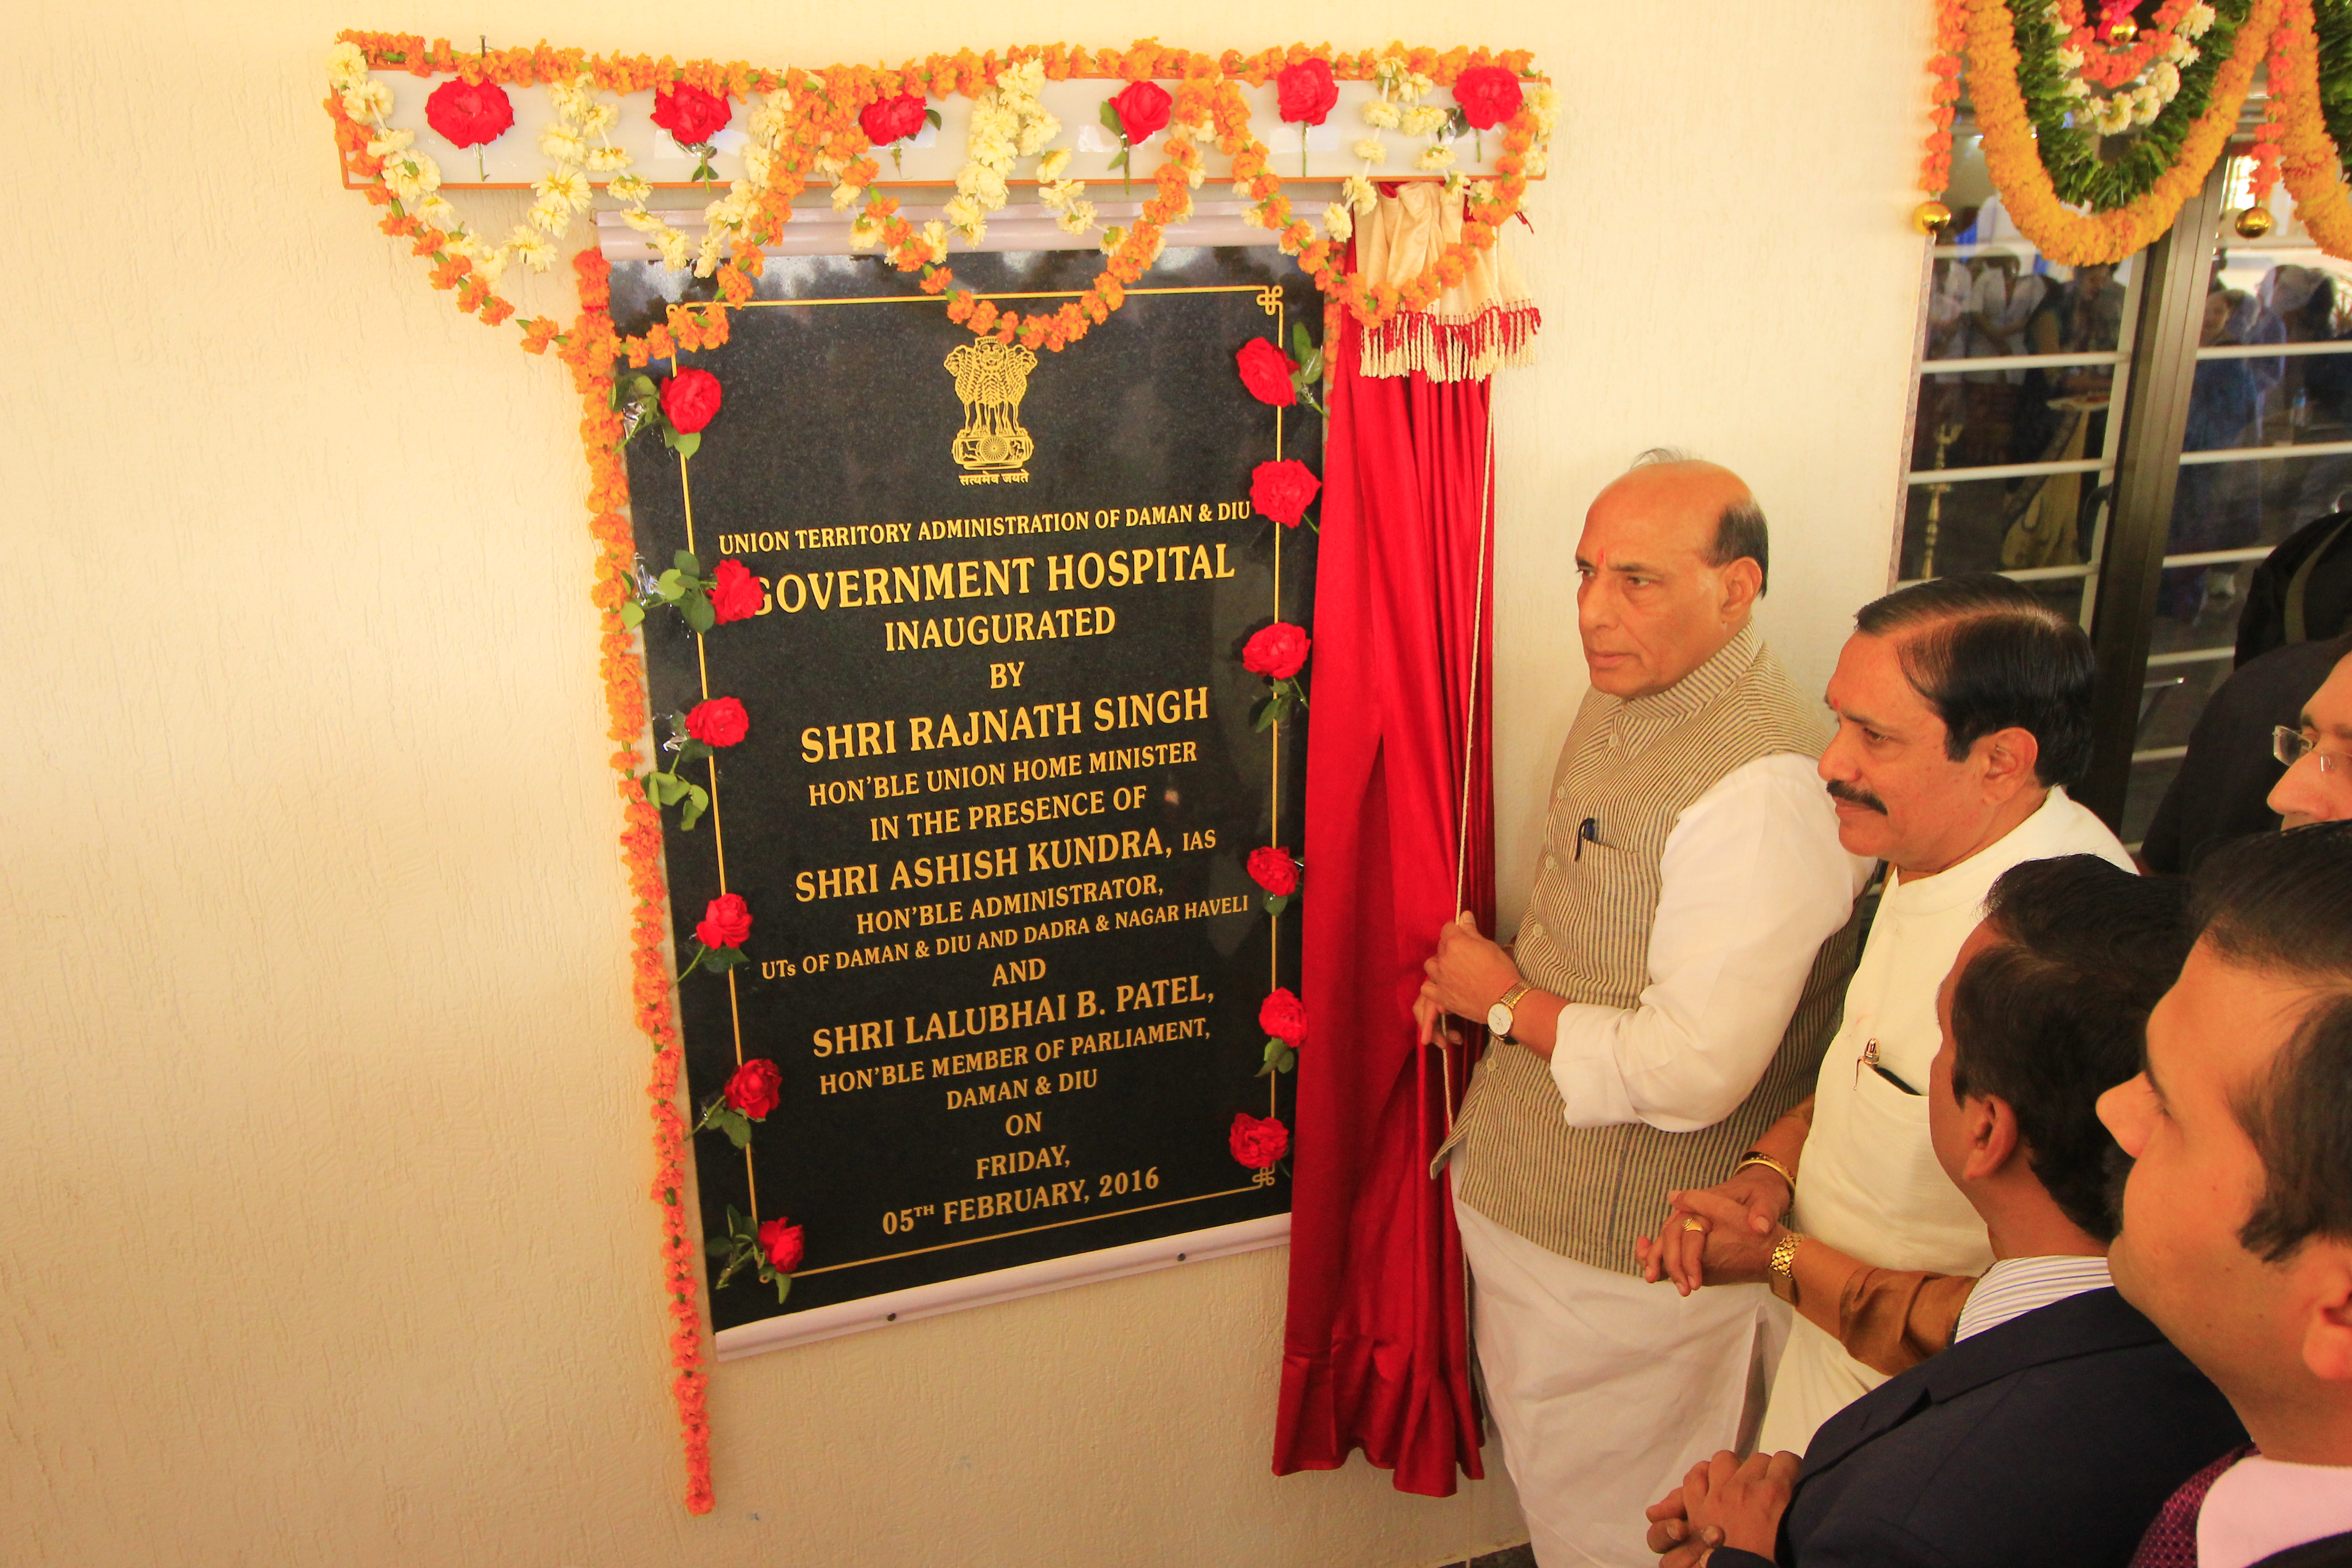 सत्यमेव जयते
UNION TERRITORY ADMINISTRATION OF DAMAN & DIU
GOVERNMENT HOSPITAL
INAUGURATED
BY
SHRI RAJNATH SINGH
HON'BLE UNION HOME MINISTER
IN THE PRESENCE OF
SHRI ASHISH KUNDRA, IAS
HON'BLE ADMINISTRATOR,
UTs OF DAMAN & DIU AND DADRA & NAGAR HAVELI
AND
SHRI LALUBHAI B. PATEL,
HON'BLE MEMBER OF PARLIAMENT,
DAMAN & DIU
ON
FRIDAY,
05TH FEBRUARY, 2016